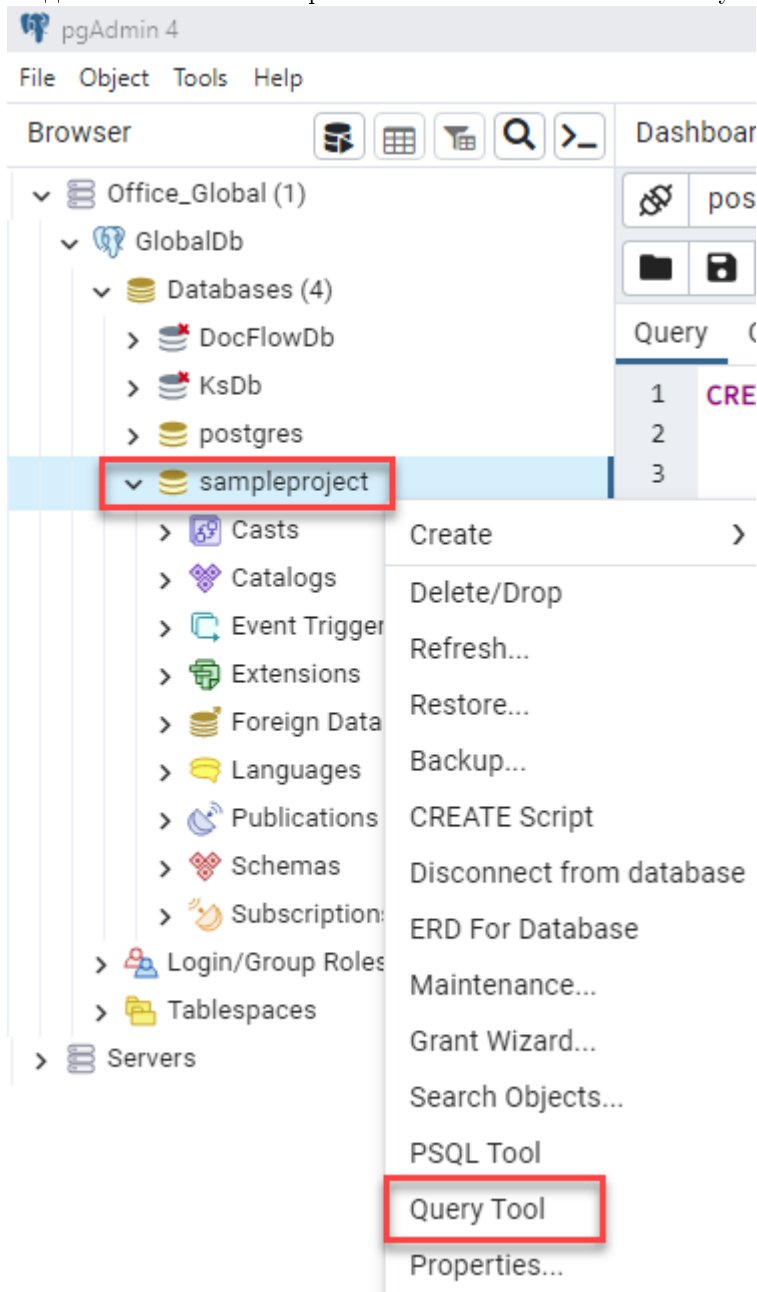 pgAdmin 4
File Object Tools Help
Browser
Dashboar
Office_Global (1)
pos
GlobalDb
Databases (4)
DocFlowDb
Query
KsDb
1 CRE
postgres
2
sampleproject
3
Casts
Create
Catalogs
Delete/Drop
Event Trigger
Refresh...
Extensions
Restore...
Foreign Data
Backup...
Languages
Publications
CREATE Script
Schemas
Disconnect from database
Subscription
ERD For Database
Login/Group Roles
Maintenance...
Tablespaces
Grant Wizard...
Servers
Search Objects...
PSQL Tool
Query Tool
Properties...